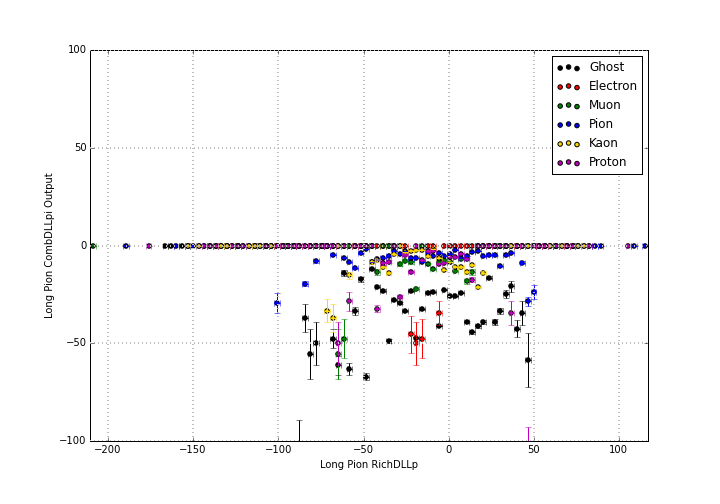 100
50
0
−50
−100
Long Pion CombDLLpi Output
Ghost
Electron
Muon
Pion
Kaon
Proton
−200 −150 −100 −50 0 50 100
Long Pion RichDLLp